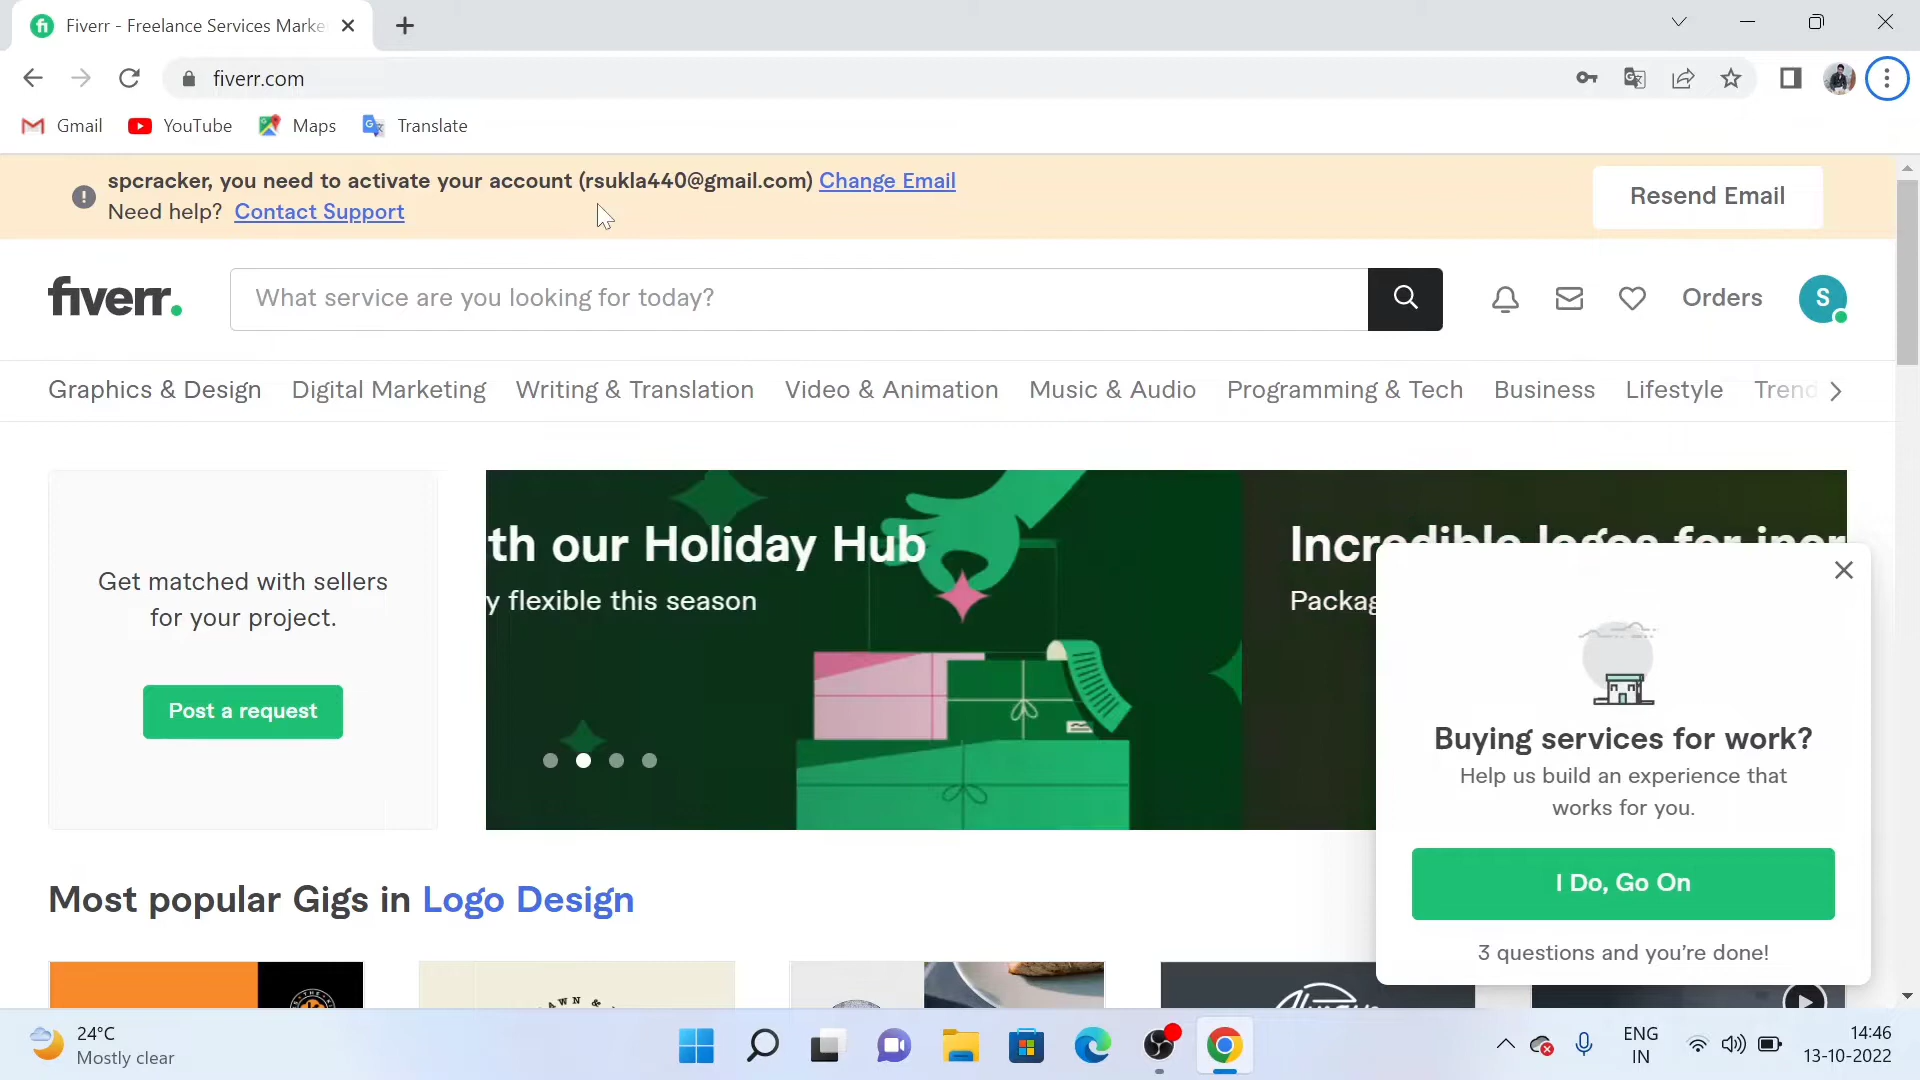 Fiverr - Freelance Services Marke
fiverr.com
Gmail
YouTube
Maps
Translate
spcracker, you need to activate your account (rsukla440@gmail.com) Change Email
Need help? Contact Support
Resend Email
fiverr.
What service are you looking for today?
Orders
S
Graphics & Design
Digital Marketing
Writing & Translation
Video & Animation
Music & Audio
Programming & Tech
Business
Lifestyle
Trend
Get matched with sellers
for your project.
Post a request
th our Holiday Hub
y flexible this season
Incredible logos for incr
Packag
Buying services for work?
Help us build an experience that
works for you.
I Do, Go On
3 questions and you're done!
Most popular Gigs in Logo Design
24°C
Mostly clear
ENG
IN
14:46
13-10-2022